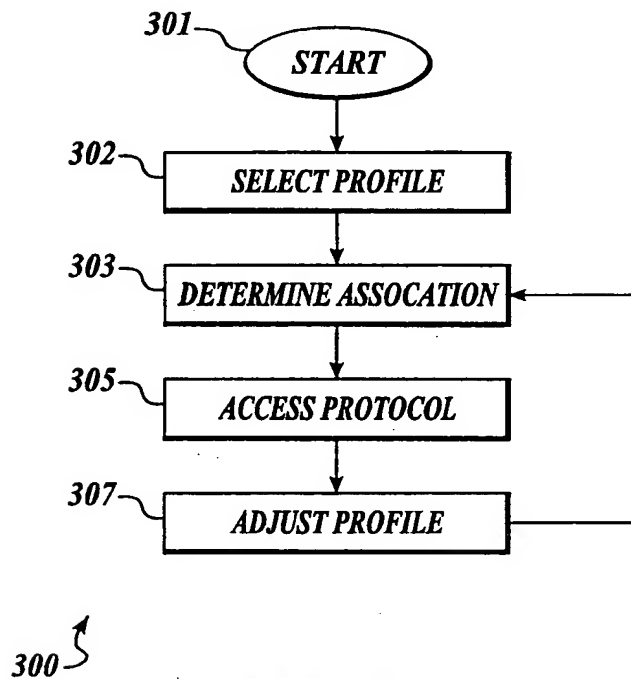 301
START
302
SELECT PROFILE
303
DETERMINE ASSOCATION
305
ACCESS PROTOCOL
307
ADJUST PROFILE
300